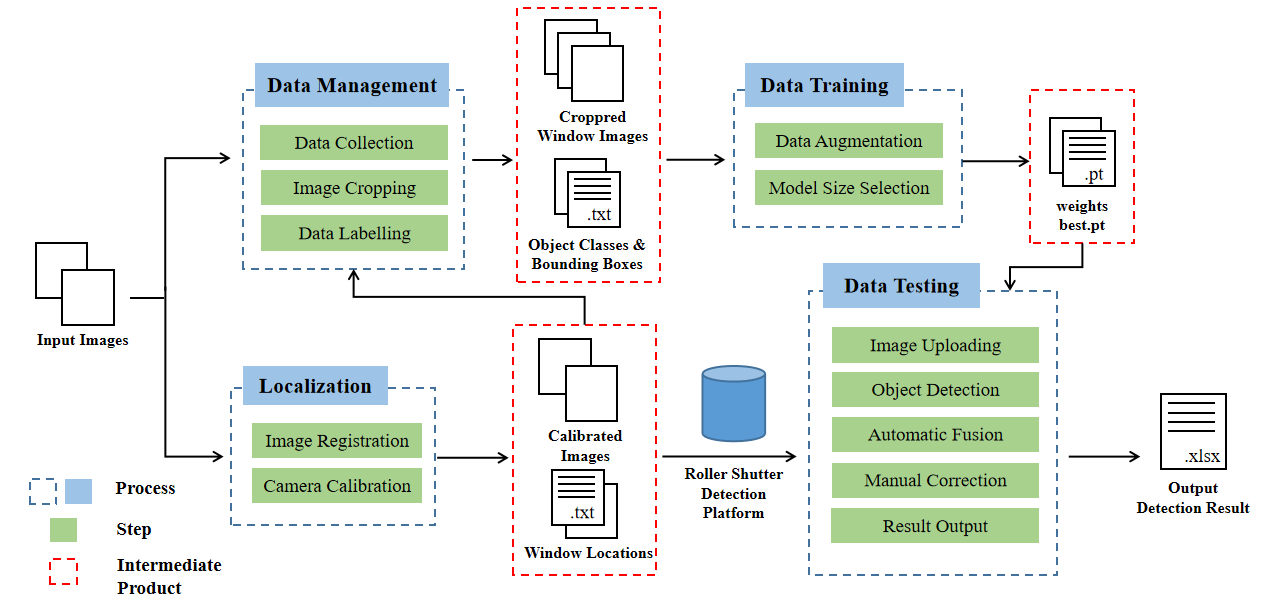 Data Management
Data Collection
Image Cropping
Data Labelling
Croppred
Window Images
.txt
Object Classes &
Bounding Boxes
Data Training
Data Augmentation
Model Size Selection
.pt
weights
best.pt
Input Images
Localization
Image Registration
Camera Calibration
Calibrated
Images
.txt
Window Locations
Roller Shutter
Detection
Platform
Data Testing
Image Uploading
Object Detection
Automatic Fusion
Manual Correction
Result Output
.xlsx
Output
Detection Result
Process
Step
Intermediate
Product